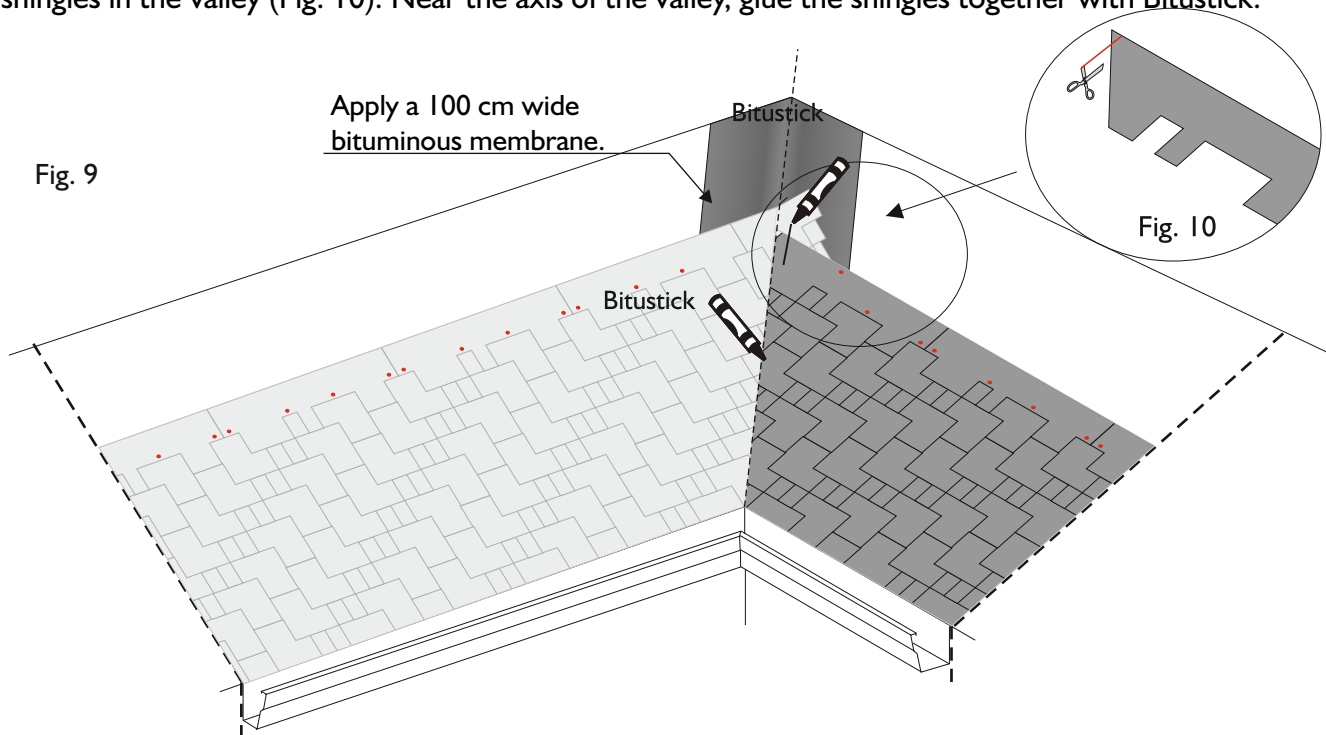 shingles in the valley (Fig. 10). Near the axis of the valley, glue the shingles together with Bitustick.
Apply a 100 cm wide
bituminous membrane.
Bitustick
Fig. 9
Fig. 10
Bitustick